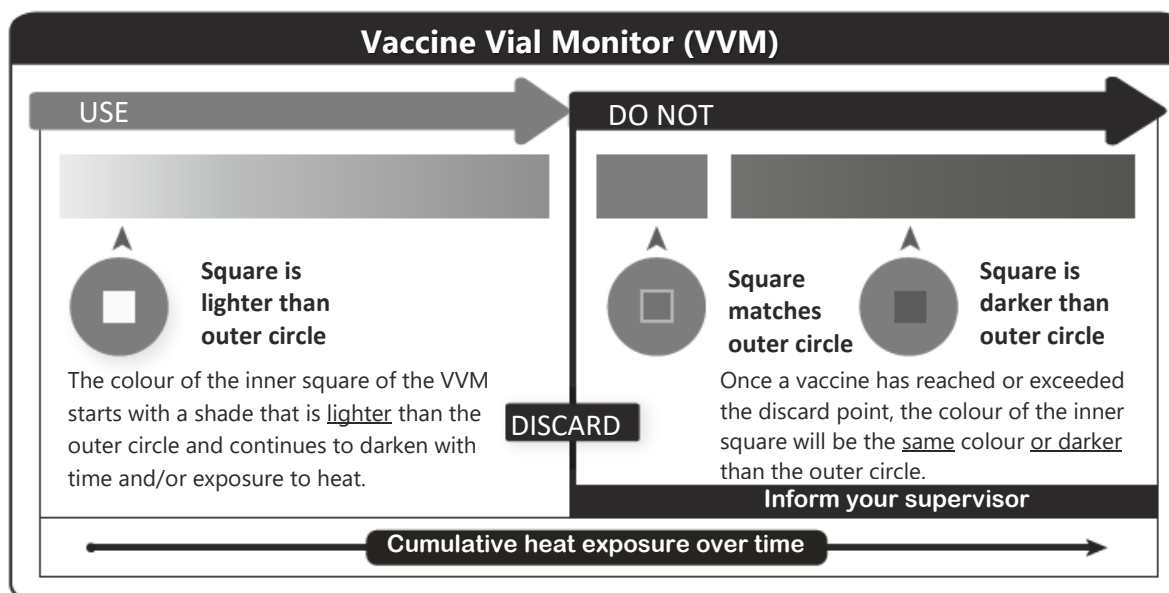 Vaccine Vial Monitor (VVM)
USE
Square is
lighter than
outer circle
The colour of the inner square of the VVM
starts with a shade that is lighter than the
outer circle and continues to darken with
time and/or exposure to heat.
DISCARD
DO NOT
Square
matches
outer circle
Square is
darker than
outer circle
Once a vaccine has reached or exceeded
the discard point, the colour of the inner
square will be the same colour or darker
than the outer circle.
Inform your supervisor
Cumulative heat exposure over time